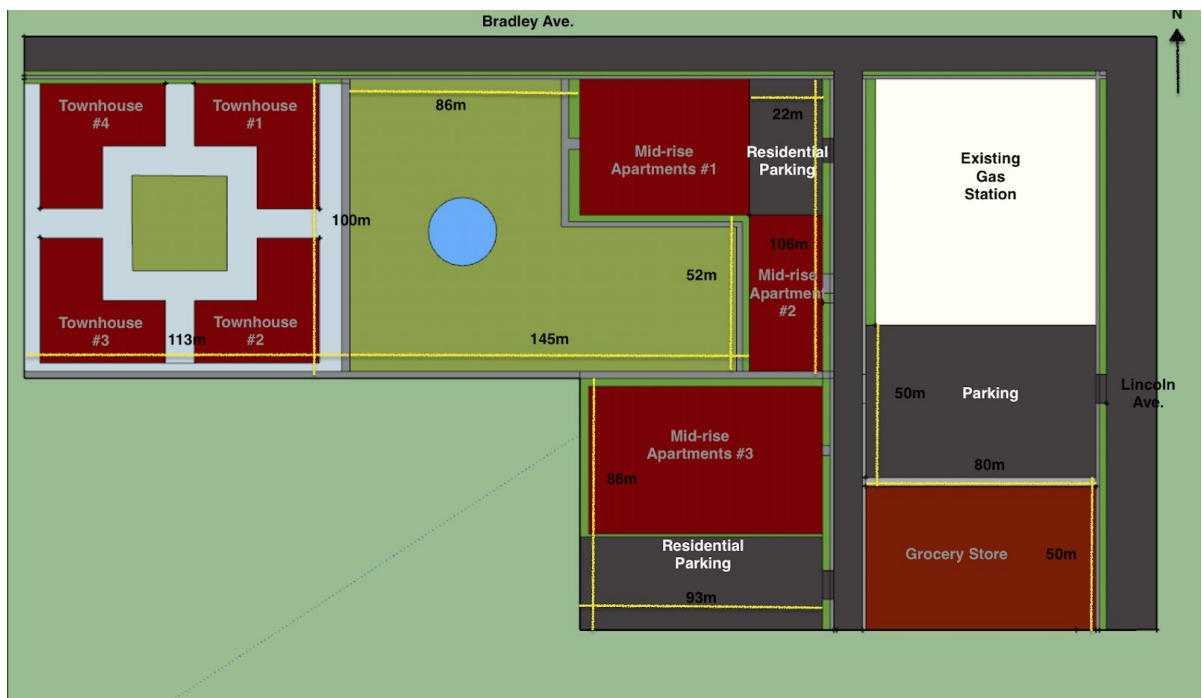 Bradley Ave.
N
Townhouse
#4
Townhouse
#1
86m
22m
Mid-rise
Apartments #1
Residential
Parking
Existing
Gas
Station
100m
106m
52m
Mid-rise
Apartment
#2
Townhouse
#3
113m
Townhouse
#2
145m
50m
Parking
Lincoln
Ave.
Mid-rise
Apartments #3
86m
80m
Residential
Parking
93m
Grocery Store
50m